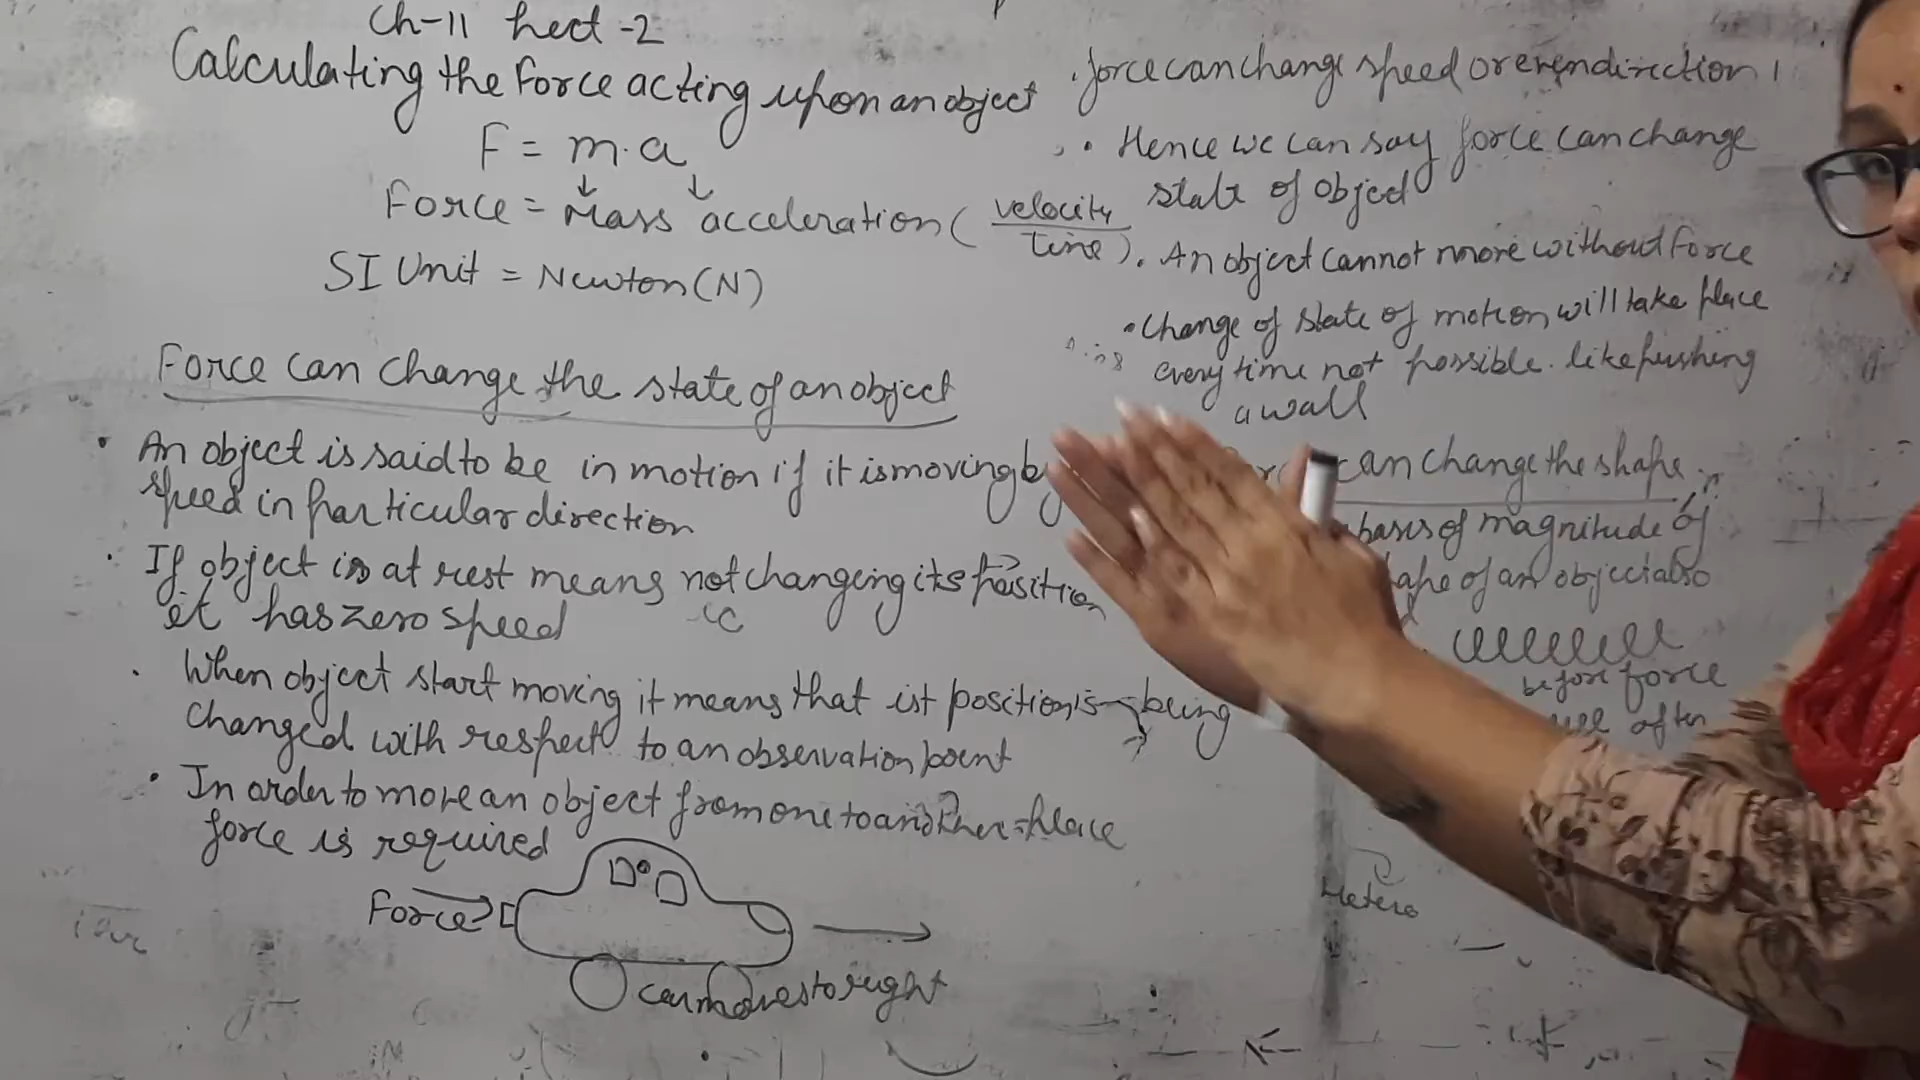 Ch-11 Lect-2
Calculating the Force acting upon an object
F = m.a
Force = Mass acceleration (velocity/time)
SI Unit = Newton (N)
Force can change the state of an object
• An object is said to be in motion if it is moving by
speed in particular direction
• If object is at rest means not changing its position
it has zero speed
• When object start moving it means that ist position is being
changed with respect to an observation point
• In order to move an object from one to another place
force is required
Force
car moves to right
• force can change speed or even direction
• Hence we can say force can change
state of object
• An object cannot move without force
• Change of state of motion will take place
every time not possible. like pushing
a wall
can change the shape
basis of magnitude of
of an object also
before force
after
Hetero